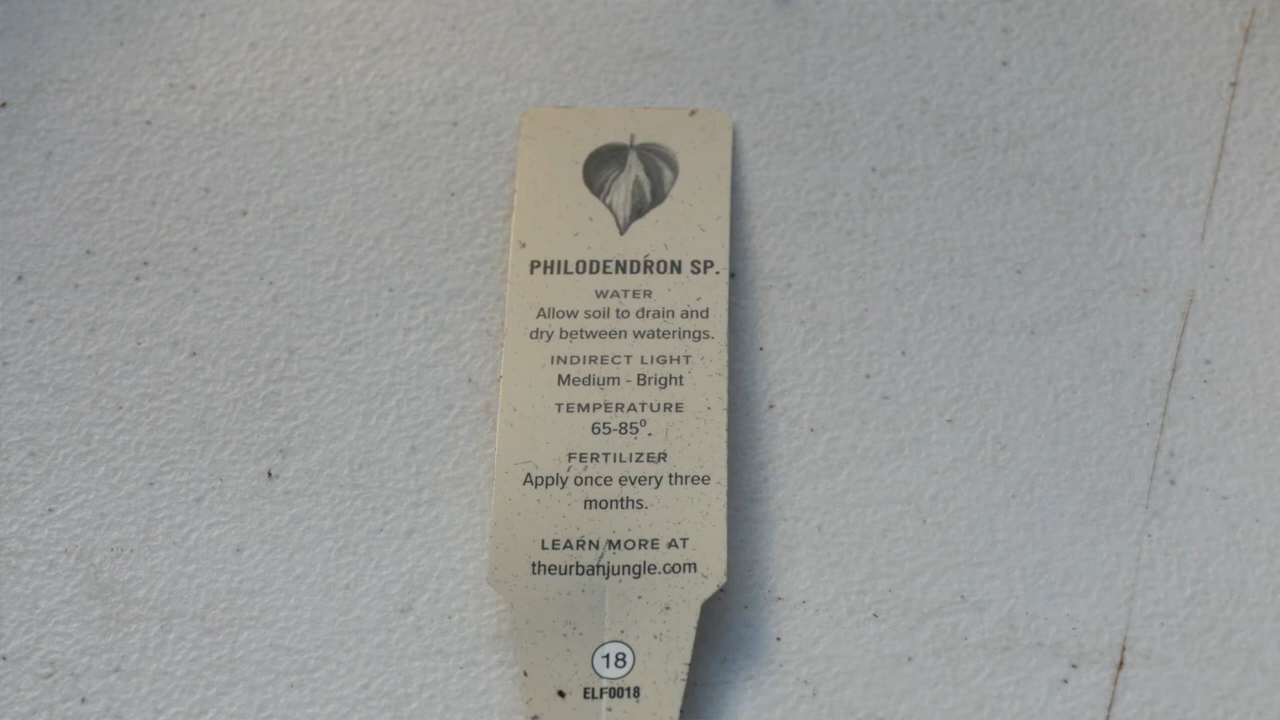 PHILODENDRON SP.
WATER
Allow soil to drain and
dry between waterings.
INDIRECT LIGHT
Medium - Bright
TEMPERATURE
65-85⁰.
FERTILIZER
Apply once every three
months.
LEARN MORE AT
theurbanjungle.com
18
ELF0018